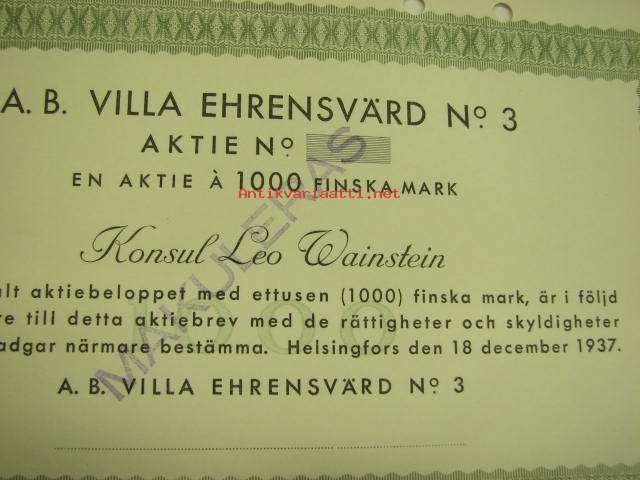 A. B. VILLA EHRENSVÄRD Nº 3
AKTIE Nº
EN AKTIE À 1000 FINSKA MARK
Antikvariaatti.net
Konsul Leo Wainstein
MAKULERAS
alt aktiebeloppet med ettusen (1000) finska mark, är i följd
re till detta aktiebrev med de rättigheter och skyldigheter
adgar närmare bestämma. Helsingfors den 18 december 1937.
A. B. VILLA EHRENSVÄRD Nº 3